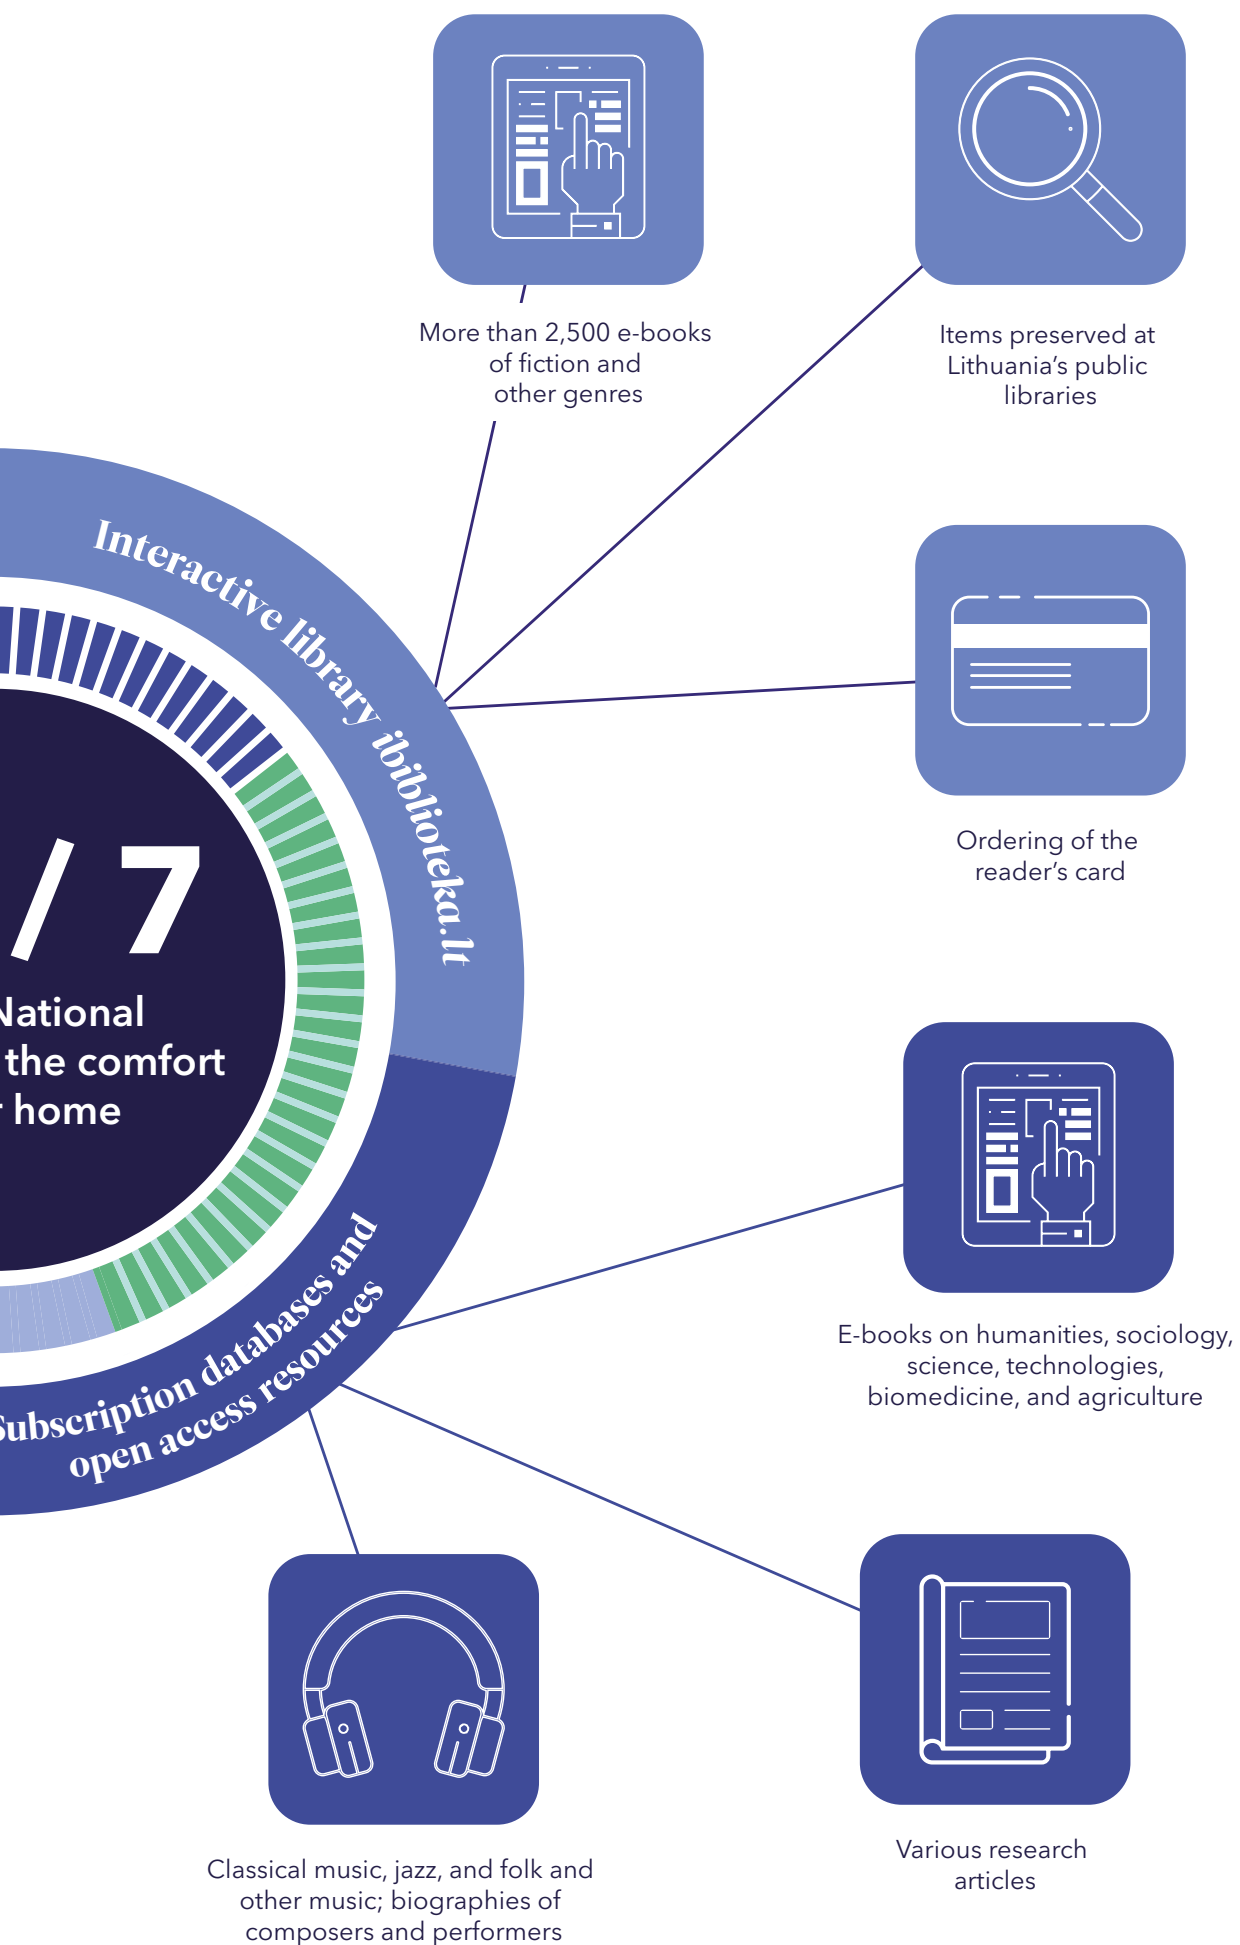 More than 2,500 e-books
of fiction and
other genres
Items preserved at
Lithuania's public
libraries
Interactive library ibiblioteka.lt
Ordering of the
reader's card
/ 7
National
the comfort
home
E-books on humanities, sociology,
science, technologies,
biomedicine, and agriculture
Subscription databases and
open access resources
Various research
articles
Classical music, jazz, and folk and
other music; biographies of
composers and performers